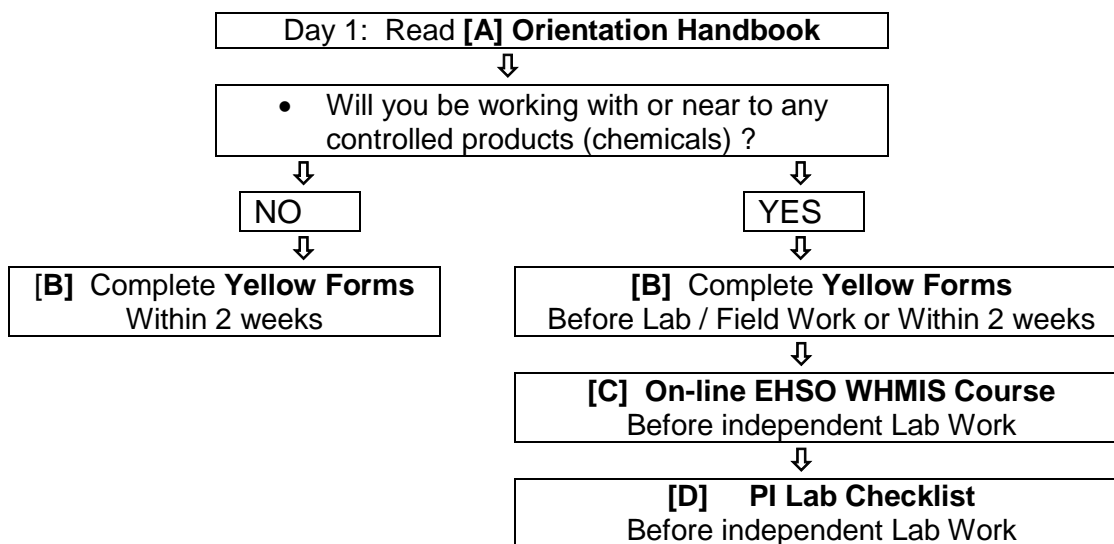 Day 1:  Read [A] Orientation Handbook
• Will you be working with or near to any
controlled products (chemicals) ?
NO
YES
[B]  Complete Yellow Forms
Within 2 weeks
[B]  Complete Yellow Forms
Before Lab / Field Work or Within 2 weeks
[C]  On-line EHSO WHMIS Course
Before independent Lab Work
[D]    PI Lab Checklist
Before independent Lab Work